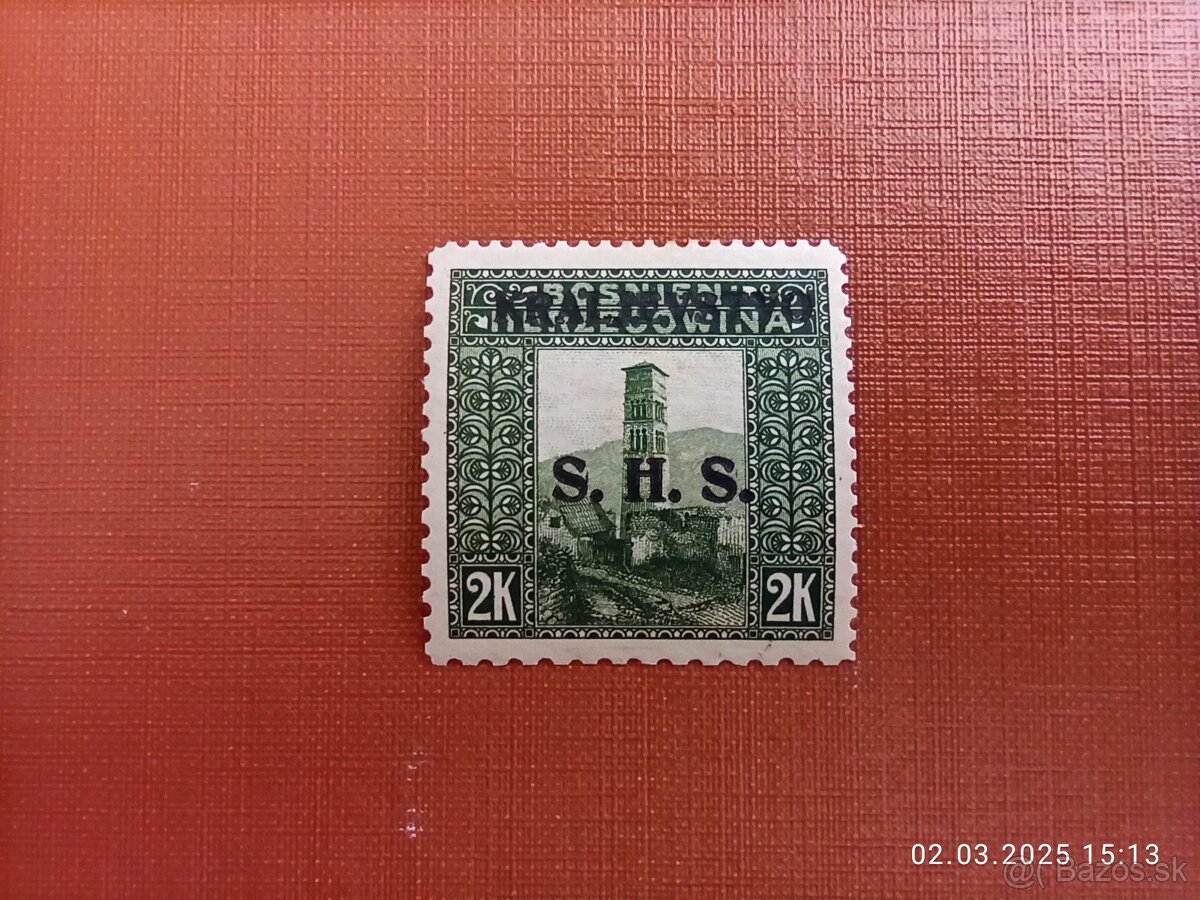 BOSNIEN-
KRALJEVSTVO
HERZEGOWINA
S. H. S.
2K 2K
02.03.2025 15:13
@( Bazos.sk